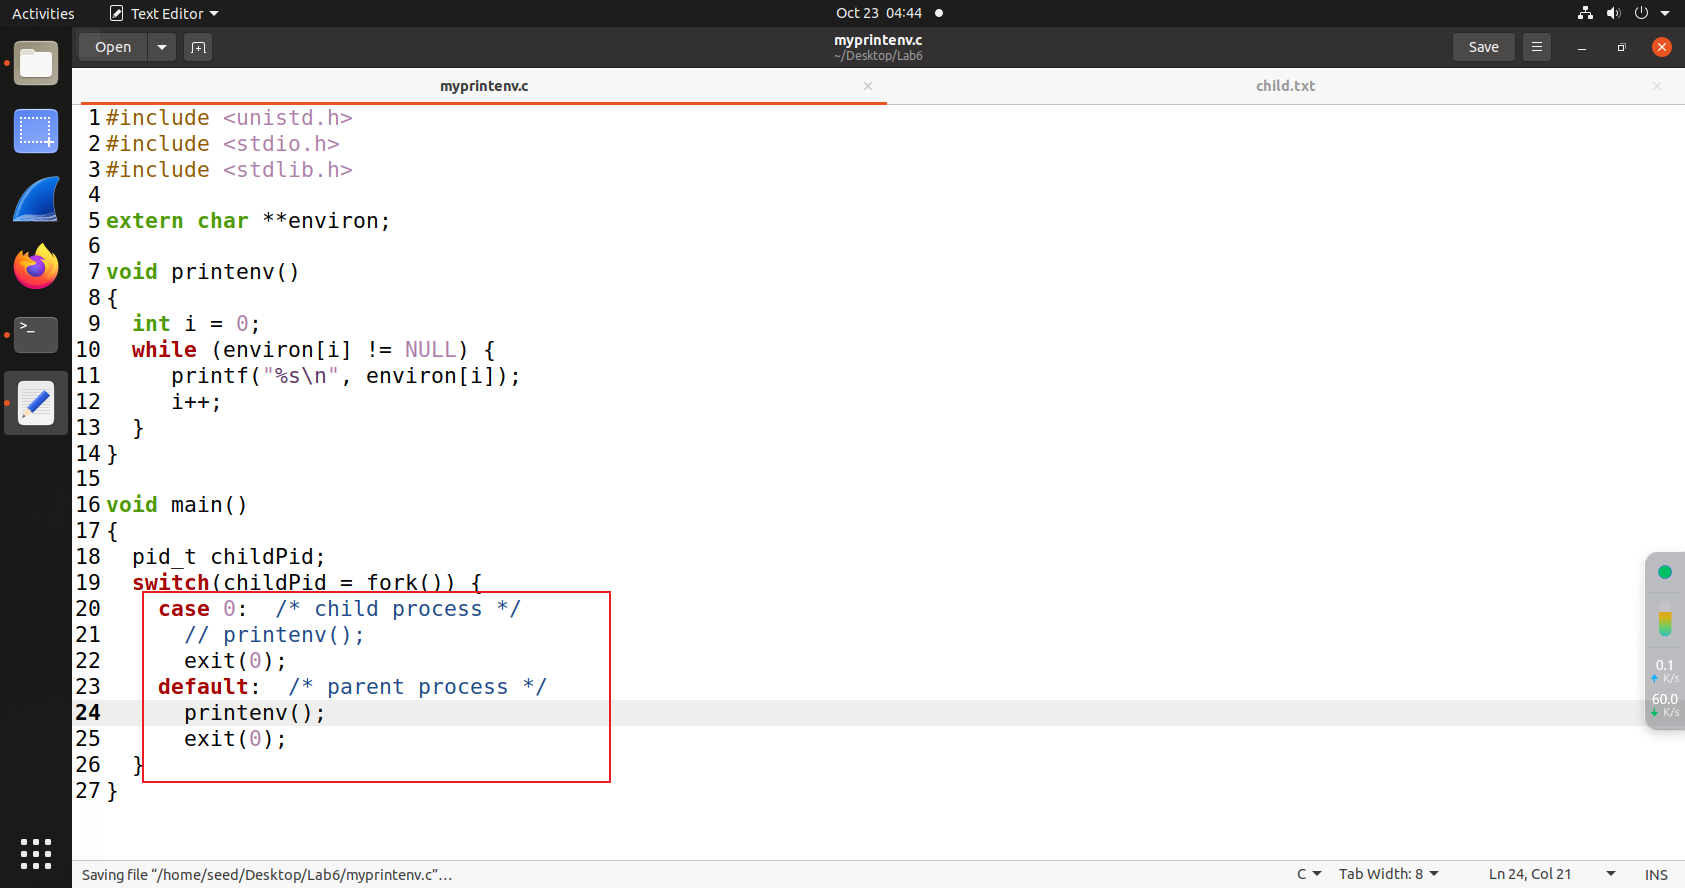 Activities
Text Editor
Oct 23 04:44
Open
myprintenv.c
~/Desktop/Lab6
Save
myprintenv.c
child.txt
1 #include <unistd.h>
2 #include <stdio.h>
3 #include <stdlib.h>
4
5 extern char **environ;
6
7 void printenv()
8 {
9   int i = 0;
10   while (environ[i] != NULL) {
11      printf("%s\n", environ[i]);
12      i++;
13   }
14 }
15
16 void main()
17 {
18   pid_t childPid;
19   switch(childPid = fork()) {
20     case 0:  /* child process */
21       // printenv();
22       exit(0);
23     default:  /* parent process */
24       printenv();
25       exit(0);
26   }
27 }
0.1
K/s
60.0
K/s
>_
Saving file “/home/seed/Desktop/Lab6/myprintenv.c”…
C
Tab Width: 8
Ln 24, Col 21
INS